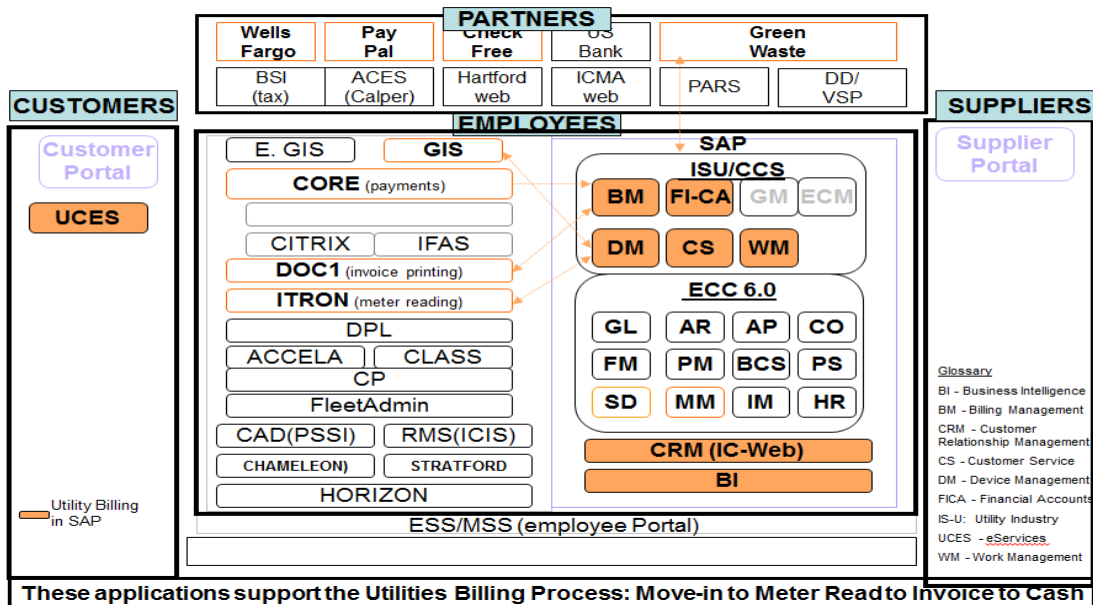 PARTNERS
Wells
Fargo
Pay
Pal
Check
Free
US
Bank
Green
Waste
BSI
(tax)
ACES
(Calper)
Hartford
web
ICMA
web
PARS
DD/
VSP
CUSTOMERS
Customer
Portal
UCES
Utility Billing
in SAP
EMPLOYEES
E. GIS
GIS
CORE (payments)
CITRIX
IFAS
DOC1 (invoice printing)
ITRON (meter reading)
DPL
ACCELA
CLASS
CP
FleetAdmin
CAD(PSSI)
RMS(ICIS)
CHAMELEON)
STRATFORD
HORIZON
SAP
ISU/CCS
BM
FI-CA
GM
ECM
DM
CS
WM
ECC 6.0
GL
AR
AP
CO
FM
PM
BCS
PS
SD
MM
IM
HR
CRM (IC-Web)
BI
ESS/MSS (employee Portal)
SUPPLIERS
Supplier
Portal
Glossary
BI - Business Intelligence
BM - Billing Management
CRM - Customer
Relationship Management
CS - Customer Service
DM - Device Management
FICA - Financial Accounts
IS-U: Utility Industry
UCES - eServices
WM - Work Management
These applications support the Utilities Billing Process: Move-in to Meter Read to Invoice to Cash